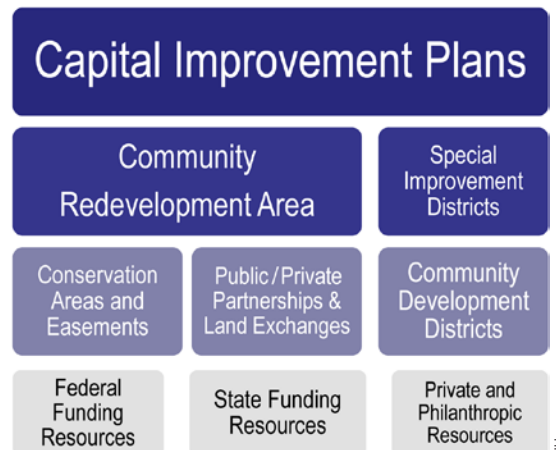 Capital Improvement Plans
Community
Redevelopment Area
Special
Improvement
Districts
Conservation
Areas and
Easements
Public/Private
Partnerships &
Land Exchanges
Community
Development
Districts
Federal
Funding
Resources
State Funding
Resources
Private and
Philanthropic
Resources